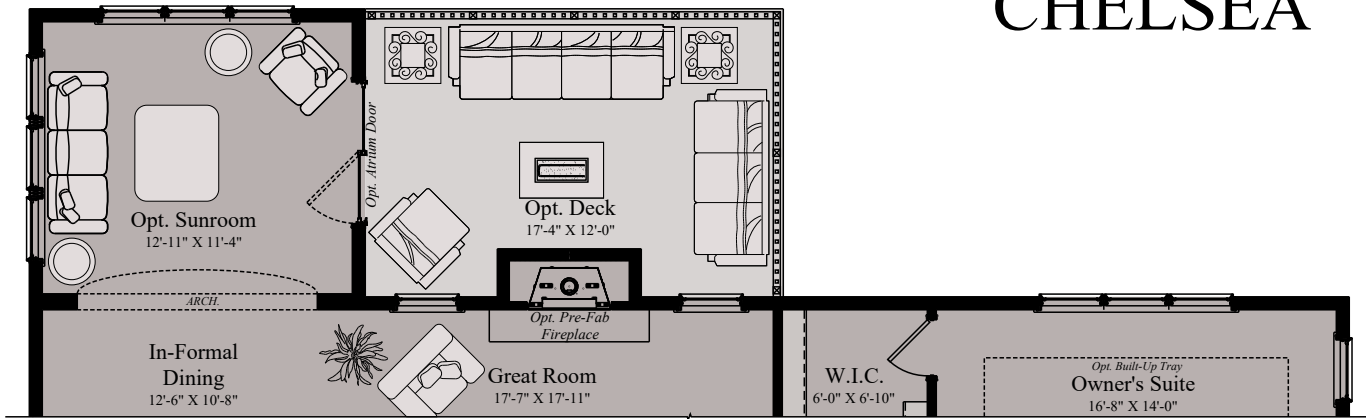 CHELSEA
Opt. Atrium Door
Opt. Sunroom
12'-11" X 11'-4"
Opt. Deck
17'-4" X 12'-0"
ARCH.
Opt. Pre-Fab
Fireplace
In-Formal
Dining
12'-6" X 10'-8"
Great Room
17'-7" X 17'-11"
W.I.C.
6'-0" X 6'-10"
Opt. Built-Up Tray
Owner's Suite
16'-8" X 14'-0"